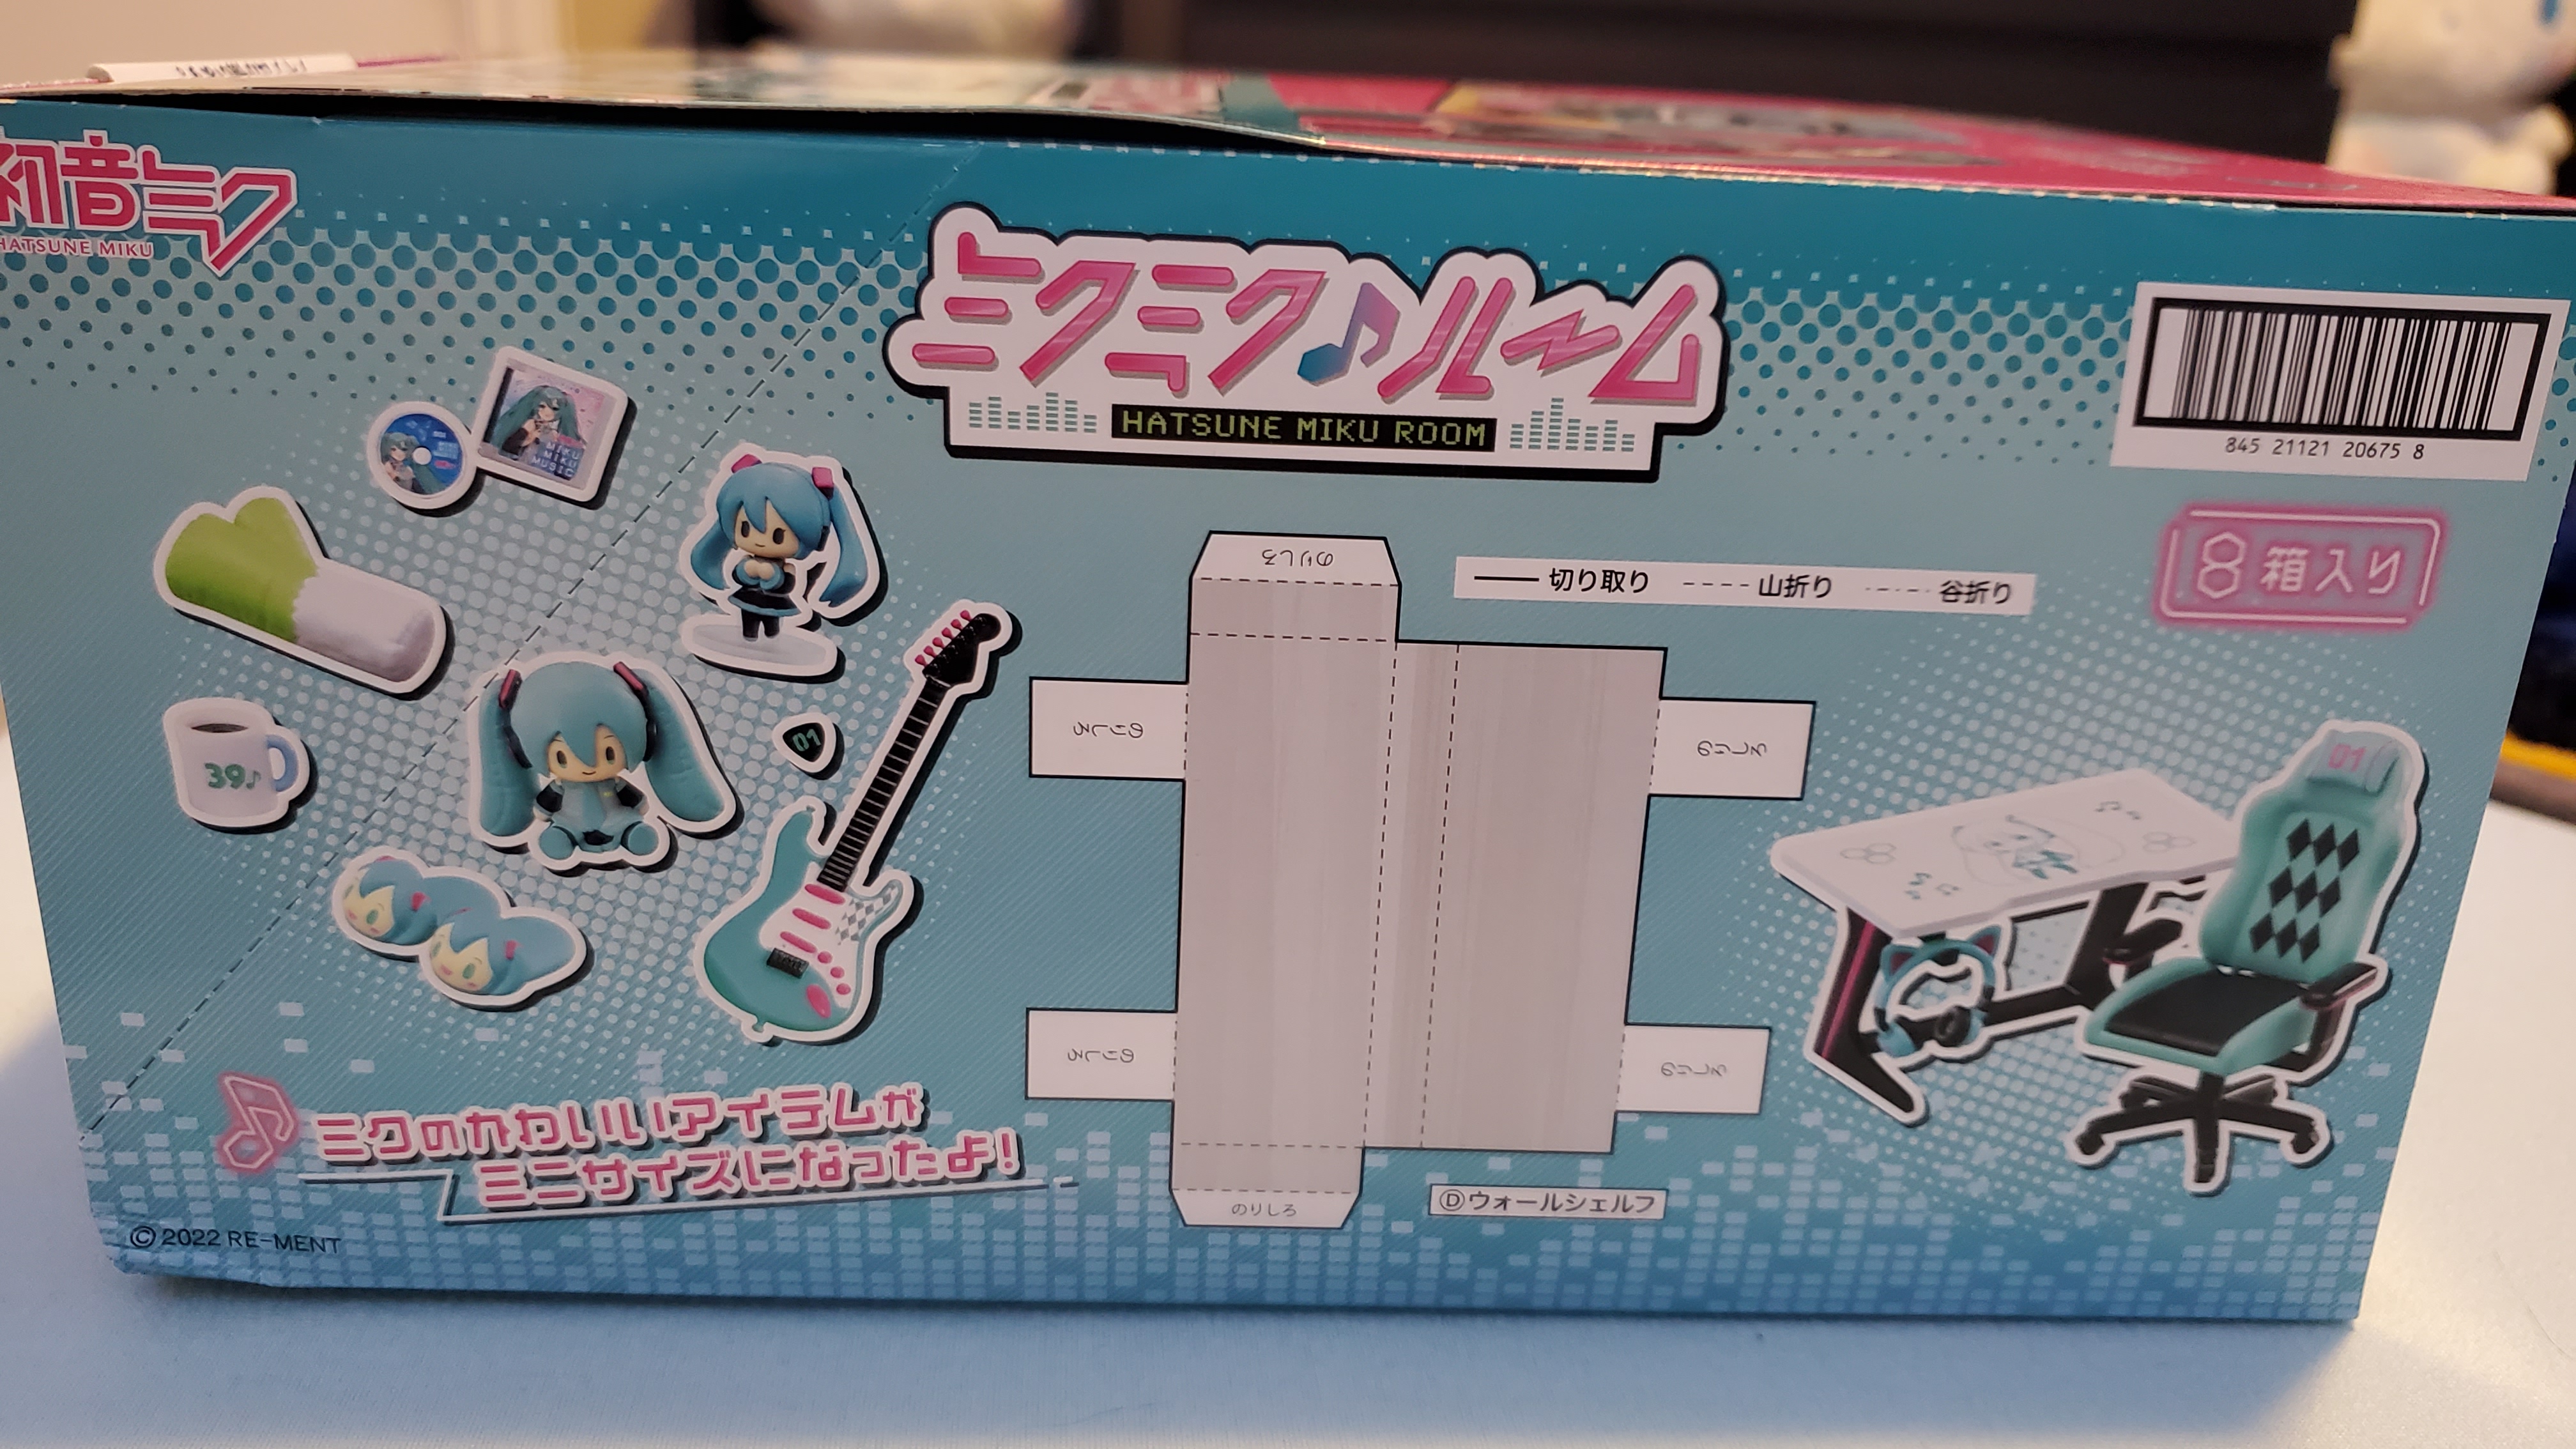 初音ミク
HATSUNE MIKU
ミクミク♪ルーム
HATSUNE MIKU ROOM
845 21121 20675 8
8箱入り
MIKU
MIKU
MUSIC
のりしろ
切り取り 山折り 谷折り
のりしろ
のりしろ
01
01
39♪
のりしろ
のりしろ
ミクのかわいいアイテムが
ミニサイズになったよ!
Ⓓウォールシェルフ
のりしろ
© 2022 RE-MENT